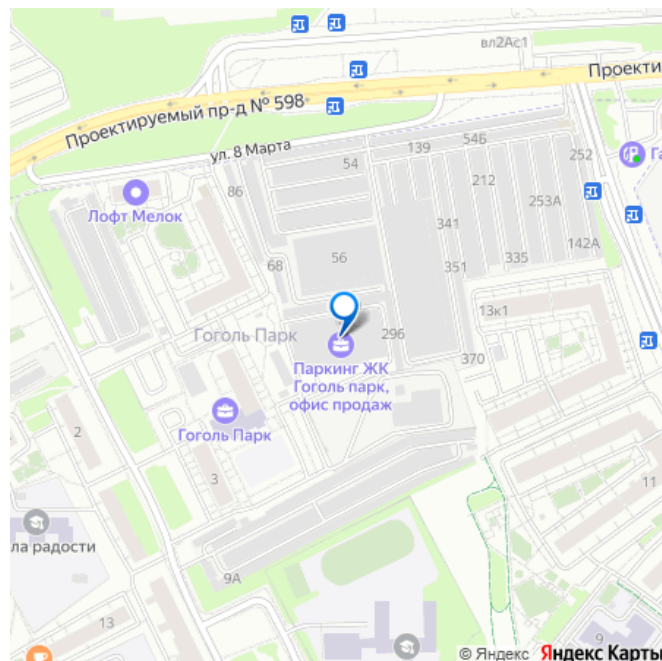 вл2Ас1
Проектируемый пр-д № 598
Проекти
ул. 8 Марта
139
546
54
252
Га
86
212
Лофт Мелок
253А
341
142А
56
68
351
335
13к1
Гоголь Парк
296
370
Паркинг ЖК
Гоголь парк,
офис продаж
Гоголь Парк
2
3
11
ла радости
9А
13
9
© Яндекс Яндекс Карты